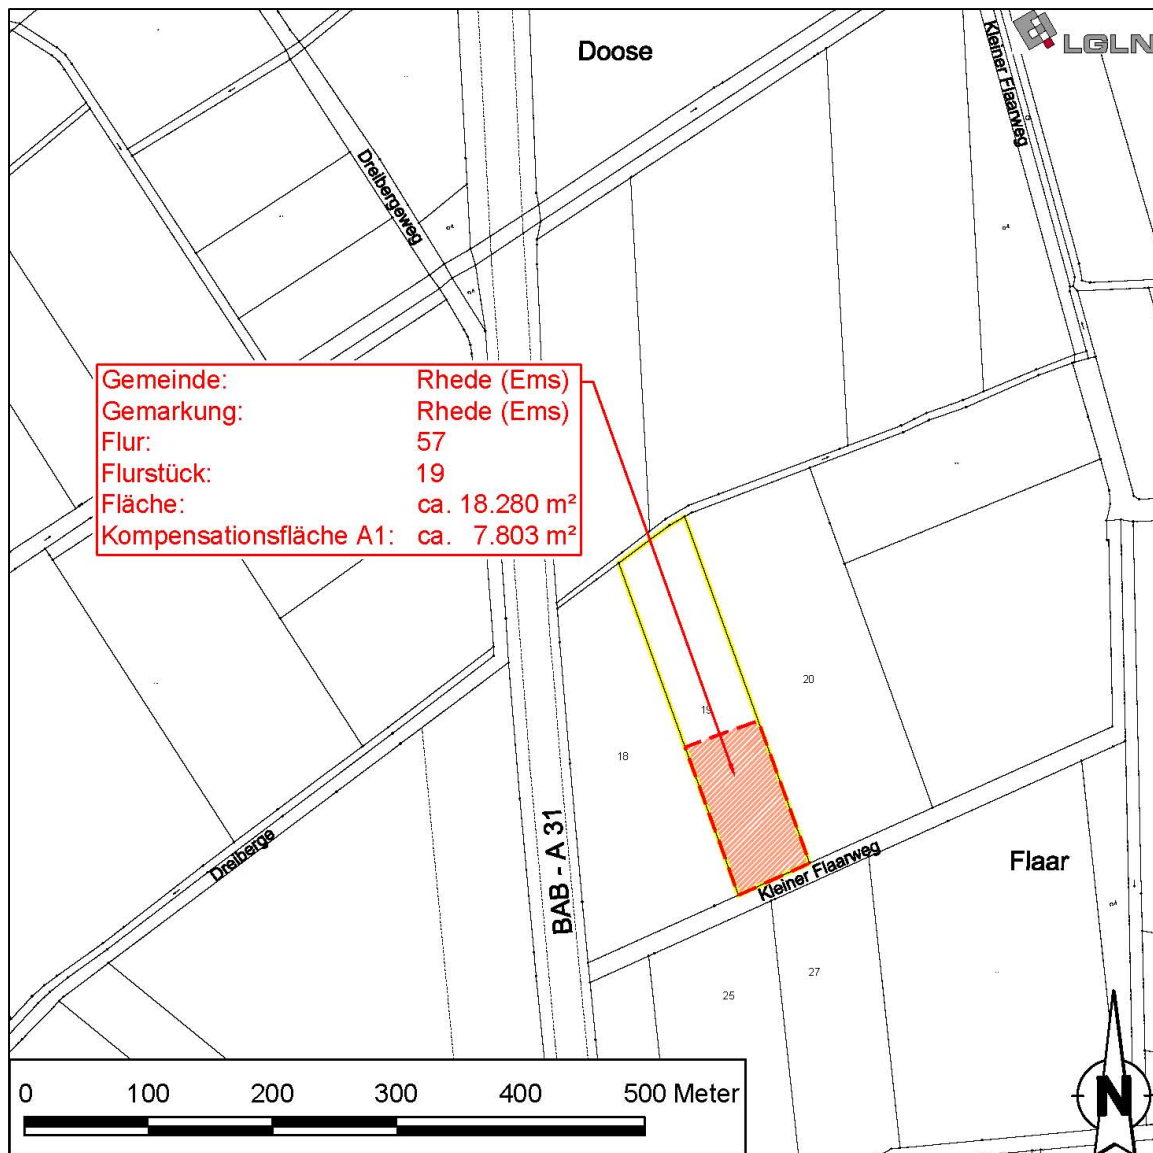 Doose
Kleiner Flaarweg
LGLN
Dreibergeweg
Gemeinde: Rhede (Ems)
Gemarkung: Rhede (Ems)
Flur: 57
Flurstück: 19
Fläche: ca. 18.280 m²
Kompensationsfläche A1: ca. 7.803 m²
20
19
18
Dreiberge
BAB - A 31
Kleiner Flaarweg
Flaar
27
25
0 100 200 300 400 500 Meter
N